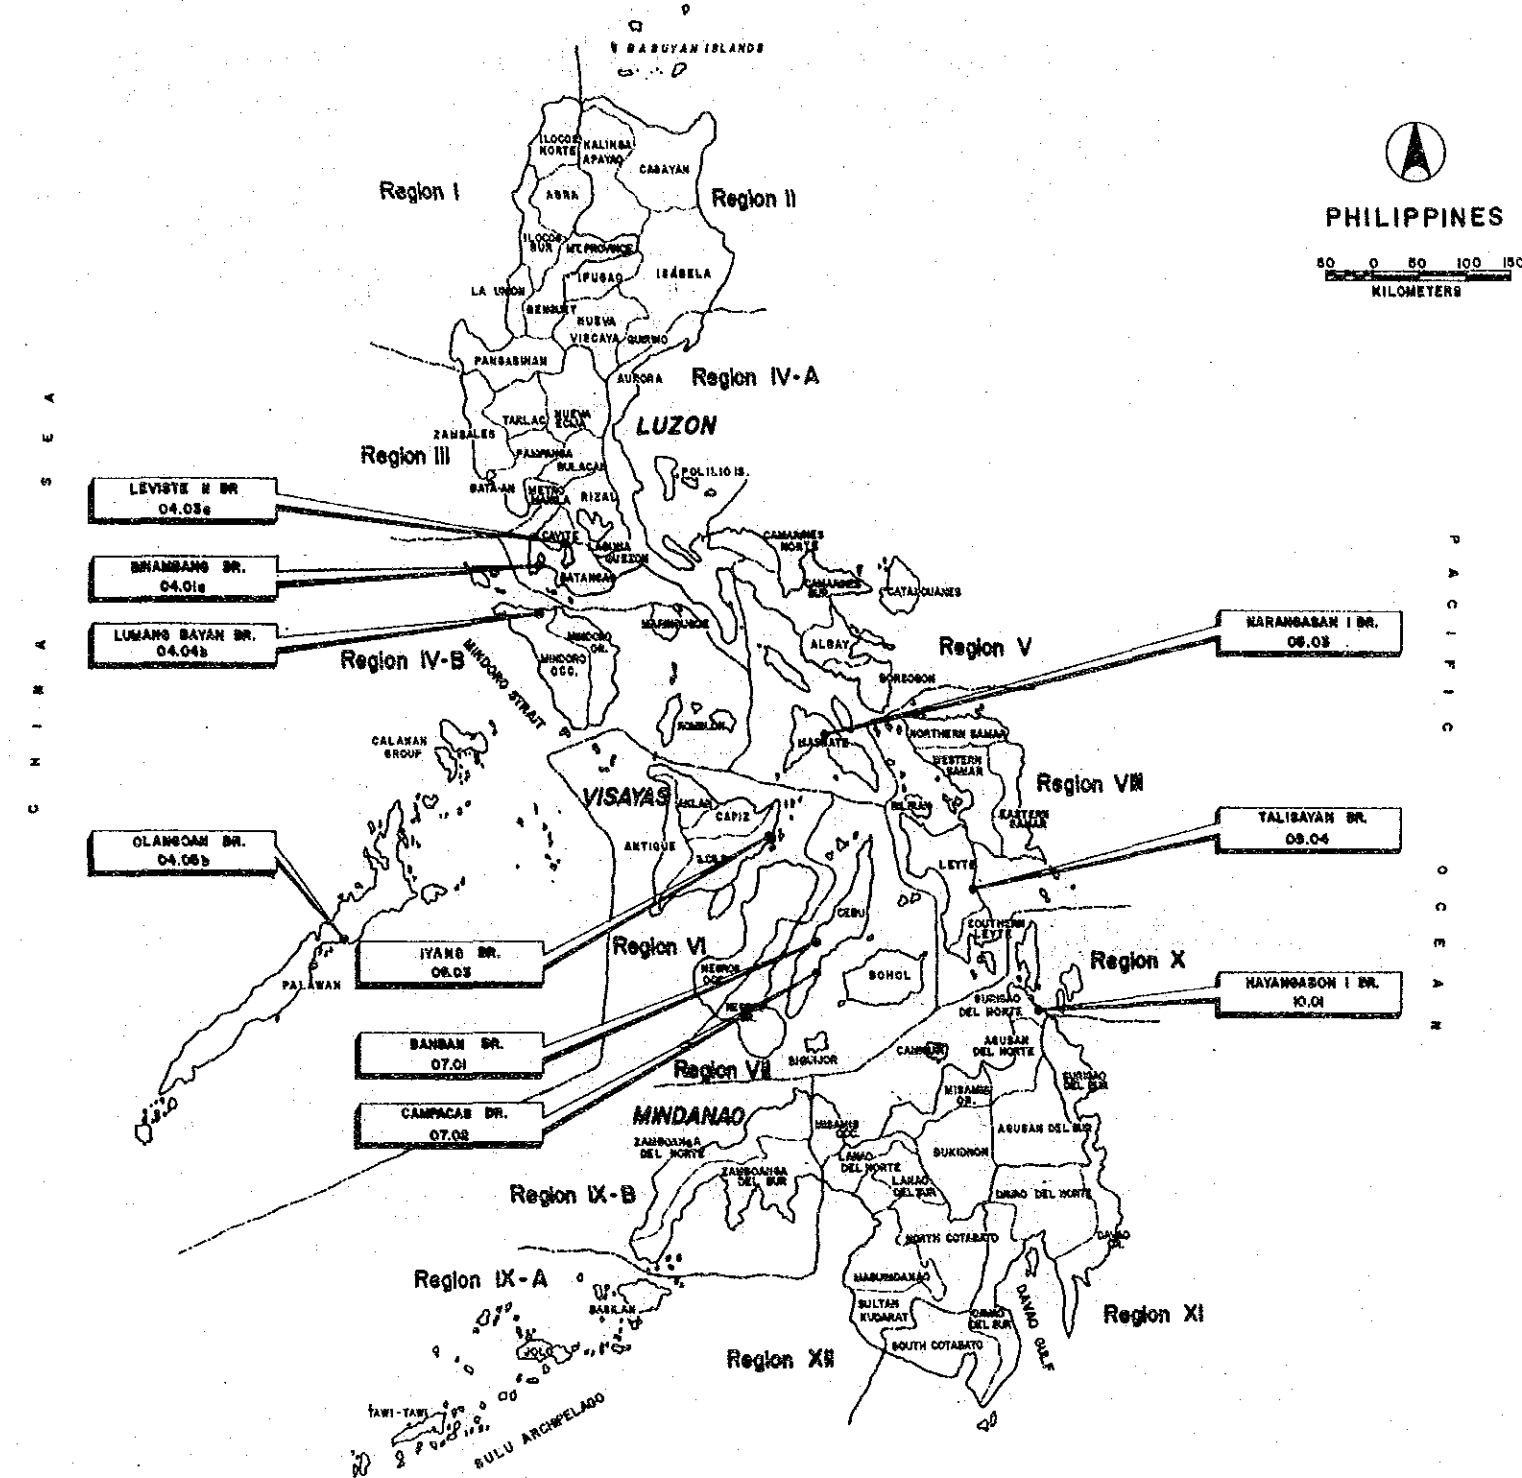 BABUYAN ISLANDS
ILOCOS
NORTE
KALINGA
APAYAO
CAGAYAN
Region I
ABRA
Region II
PHILIPPINES
ILOCOS
SUR
MT. PROVINCE
IFUGAO
ISABELA
50 0 50 100 150
KILOMETERS
LA UNION
BENGUET
NUEVA
VISCAYA
QUIRINO
PANGASINAN
AURORA
Region IV-A
TARLAC
NUEVA
ECIJA
LUZON
ZAMBALES
Region III
PAMPANGA
BULACAN
POLILIO IS.
BATA-AN
METRO
MANILA
RIZAL
LEVISTE II BR
04.03a
CAVITE
LAGUNA
QUEZON
CAMARINES
NORTE
BINAMBANG BR.
04.01a
BATANGAS
CAMARINES
SUR
CATANDUANES
LUMANG BAYAN BR.
04.04b
MINDORO
OR.
MARINDUQUE
ALBAY
Region V
NARANGASAN I BR.
Region IV-B
MINDORO
OCC.
MINDORO STRAIT
SORSOGON
ROMBLON
MASBATE
NORTHERN SAMAR
CALAMAN
GROUP
WESTERN
SAMAR
Region VIII
VISAYAS
AKLAN
CAPIZ
BILIRAN
EASTERN
SAMAR
TALISAYAN BR.
OLANGOAN BR.
ANTIQUE
LEYTE
CEBU
SOUTHERN
LEYTE
IYANG BR.
Region VI
NEGROS
OCC.
BOHOL
Region X
PALAWAN
SURIGAO
DEL NORTE
HAYANGASON I BR.
10.01
BANBAN BR.
07.01
NEGROS
OR.
SIQUIJOR
CAMIGUIN
AGUSAN
DEL NORTE
Region VII
SURIGAO
DEL SUR
MISAMIS
OR.
CAMPACAS BR.
07.02
MINDANAO
MISAMIS
OCC.
AGUSAN DEL SUR
ZAMBOANGA
DEL NORTE
ZAMBOANGA
DEL SUR
LANAO
DEL NORTE
BUKIDNON
LANAO
DEL SUR
DAVAO DEL NORTE
Region IX-B
NORTH COTABATO
DAVAO
OR.
Region IX-A
MAGUINDANAO
BASILAN
SULTAN
KUDARAT
DAVAO
DEL SUR
DAVAO GULF
Region XI
JOLO
Region XII
SOUTH COTABATO
TAWI-TAWI
SULU ARCHIPELAGO
CHINA SEA
PACIFIC OCEAN